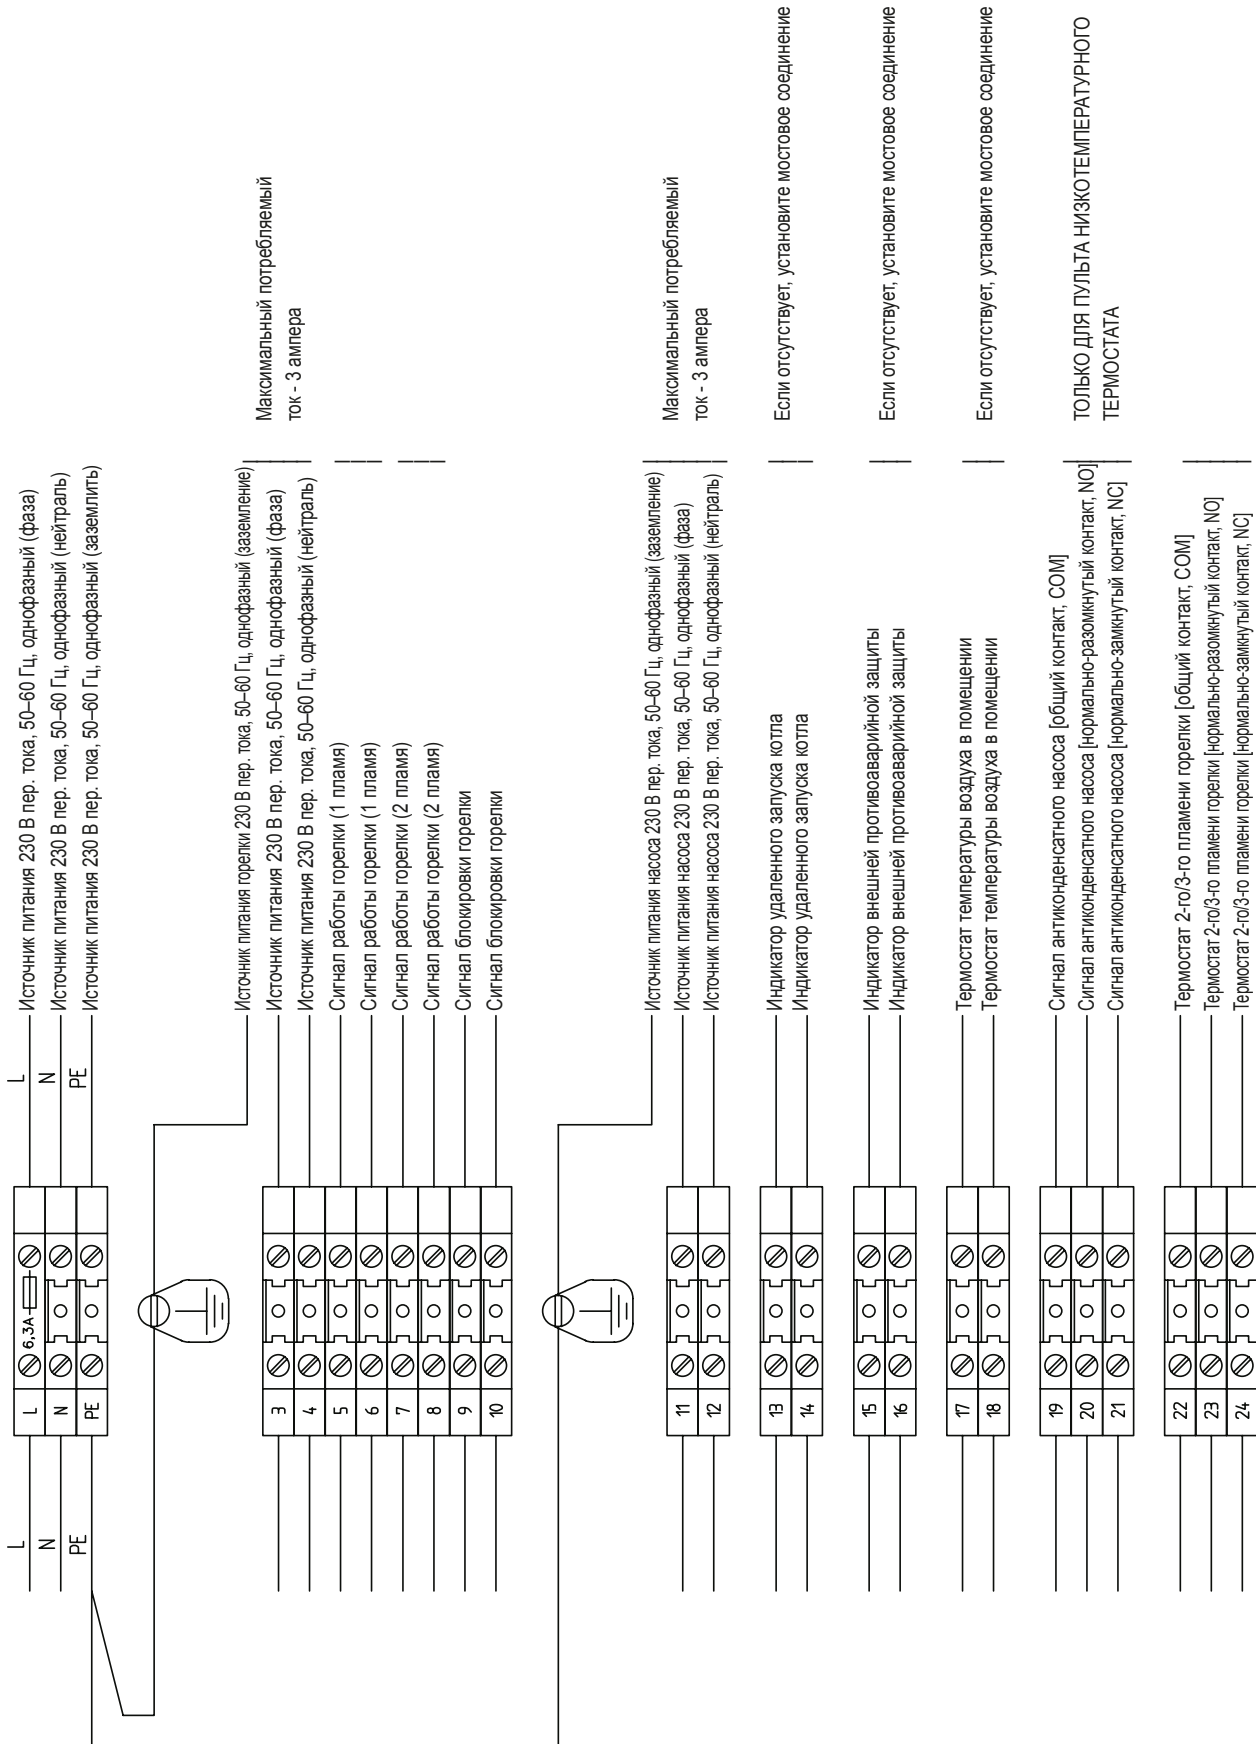 L
N
PE
L
6,3A
N
PE
L
N
PE
Источник питания 230 В пер. тока, 50–60 Гц, однофазный (фаза)
Источник питания 230 В пер. тока, 50–60 Гц, однофазный (нейтраль)
Источник питания 230 В пер. тока, 50–60 Гц, однофазный (заземлить)
Источник питания горелки 230 В пер. тока, 50–60 Гц, однофазный (заземление)
3
Источник питания 230 В пер. тока, 50–60 Гц, однофазный (фаза)
4
Источник питания 230 В пер. тока, 50–60 Гц, однофазный (нейтраль)
Максимальный потребляемый
ток - 3 ампера
5
Сигнал работы горелки (1 пламя)
6
Сигнал работы горелки (1 пламя)
7
Сигнал работы горелки (2 пламя)
8
Сигнал работы горелки (2 пламя)
9
Сигнал блокировки горелки
10
Сигнал блокировки горелки
Источник питания насоса 230 В пер. тока, 50–60 Гц, однофазный (заземление)
11
Источник питания насоса 230 В пер. тока, 50–60 Гц, однофазный (фаза)
12
Источник питания насоса 230 В пер. тока, 50–60 Гц, однофазный (нейтраль)
Максимальный потребляемый
ток - 3 ампера
13
Индикатор удаленного запуска котла
14
Индикатор удаленного запуска котла
Если отсутствует, установите мостовое соединение
15
Индикатор внешней противоаварийной защиты
16
Индикатор внешней противоаварийной защиты
Если отсутствует, установите мостовое соединение
17
Термостат температуры воздуха в помещении
18
Термостат температуры воздуха в помещении
Если отсутствует, установите мостовое соединение
19
Сигнал антиконденсатного насоса [общий контакт, COM]
20
Сигнал антиконденсатного насоса [нормально-разомкнутый контакт, NO]
21
Сигнал антиконденсатного насоса [нормально-замкнутый контакт, NC]
ТОЛЬКО ДЛЯ ПУЛЬТА НИЗКОТЕМПЕРАТУРНОГО
ТЕРМОСТАТА
22
Термостат 2-го/3-го пламени горелки [общий контакт, COM]
23
Термостат 2-го/3-го пламени горелки [нормально-разомкнутый контакт, NO]
24
Термостат 2-го/3-го пламени горелки [нормально-замкнутый контакт, NC]